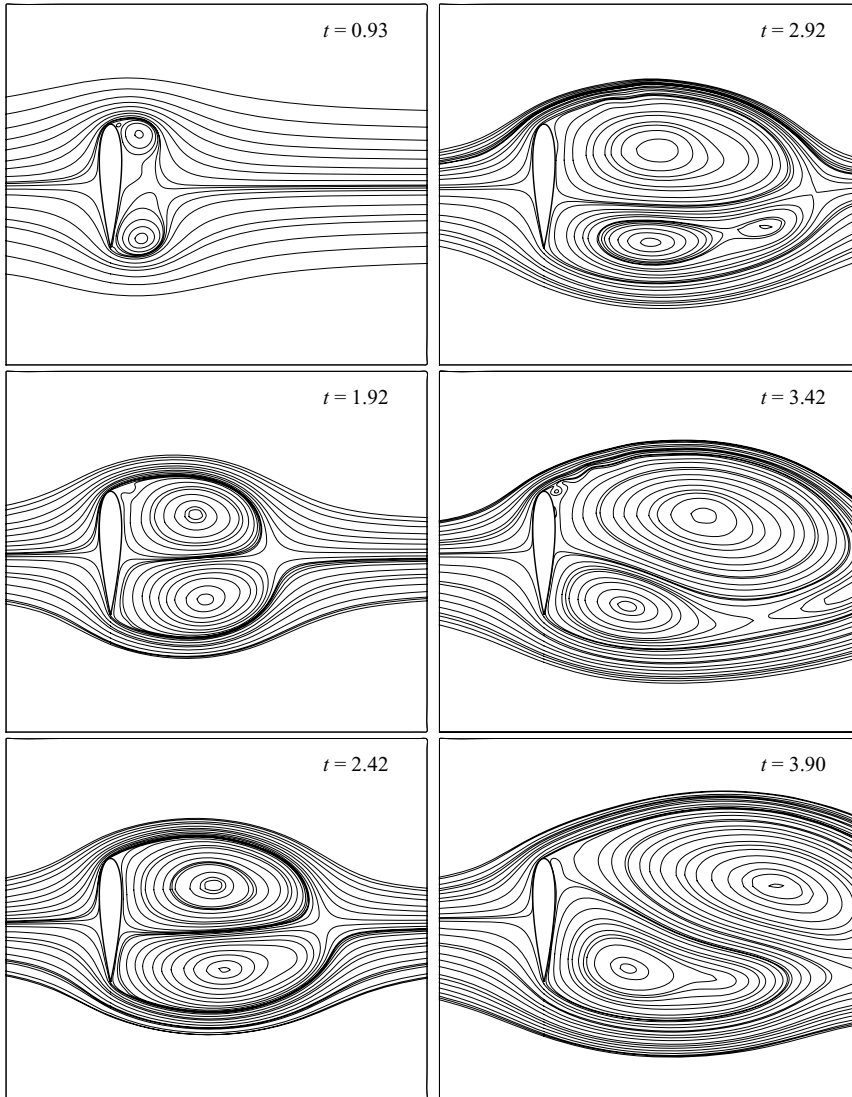 t = 0.93
t = 2.92
t = 1.92
t = 3.42
t = 2.42
t = 3.90